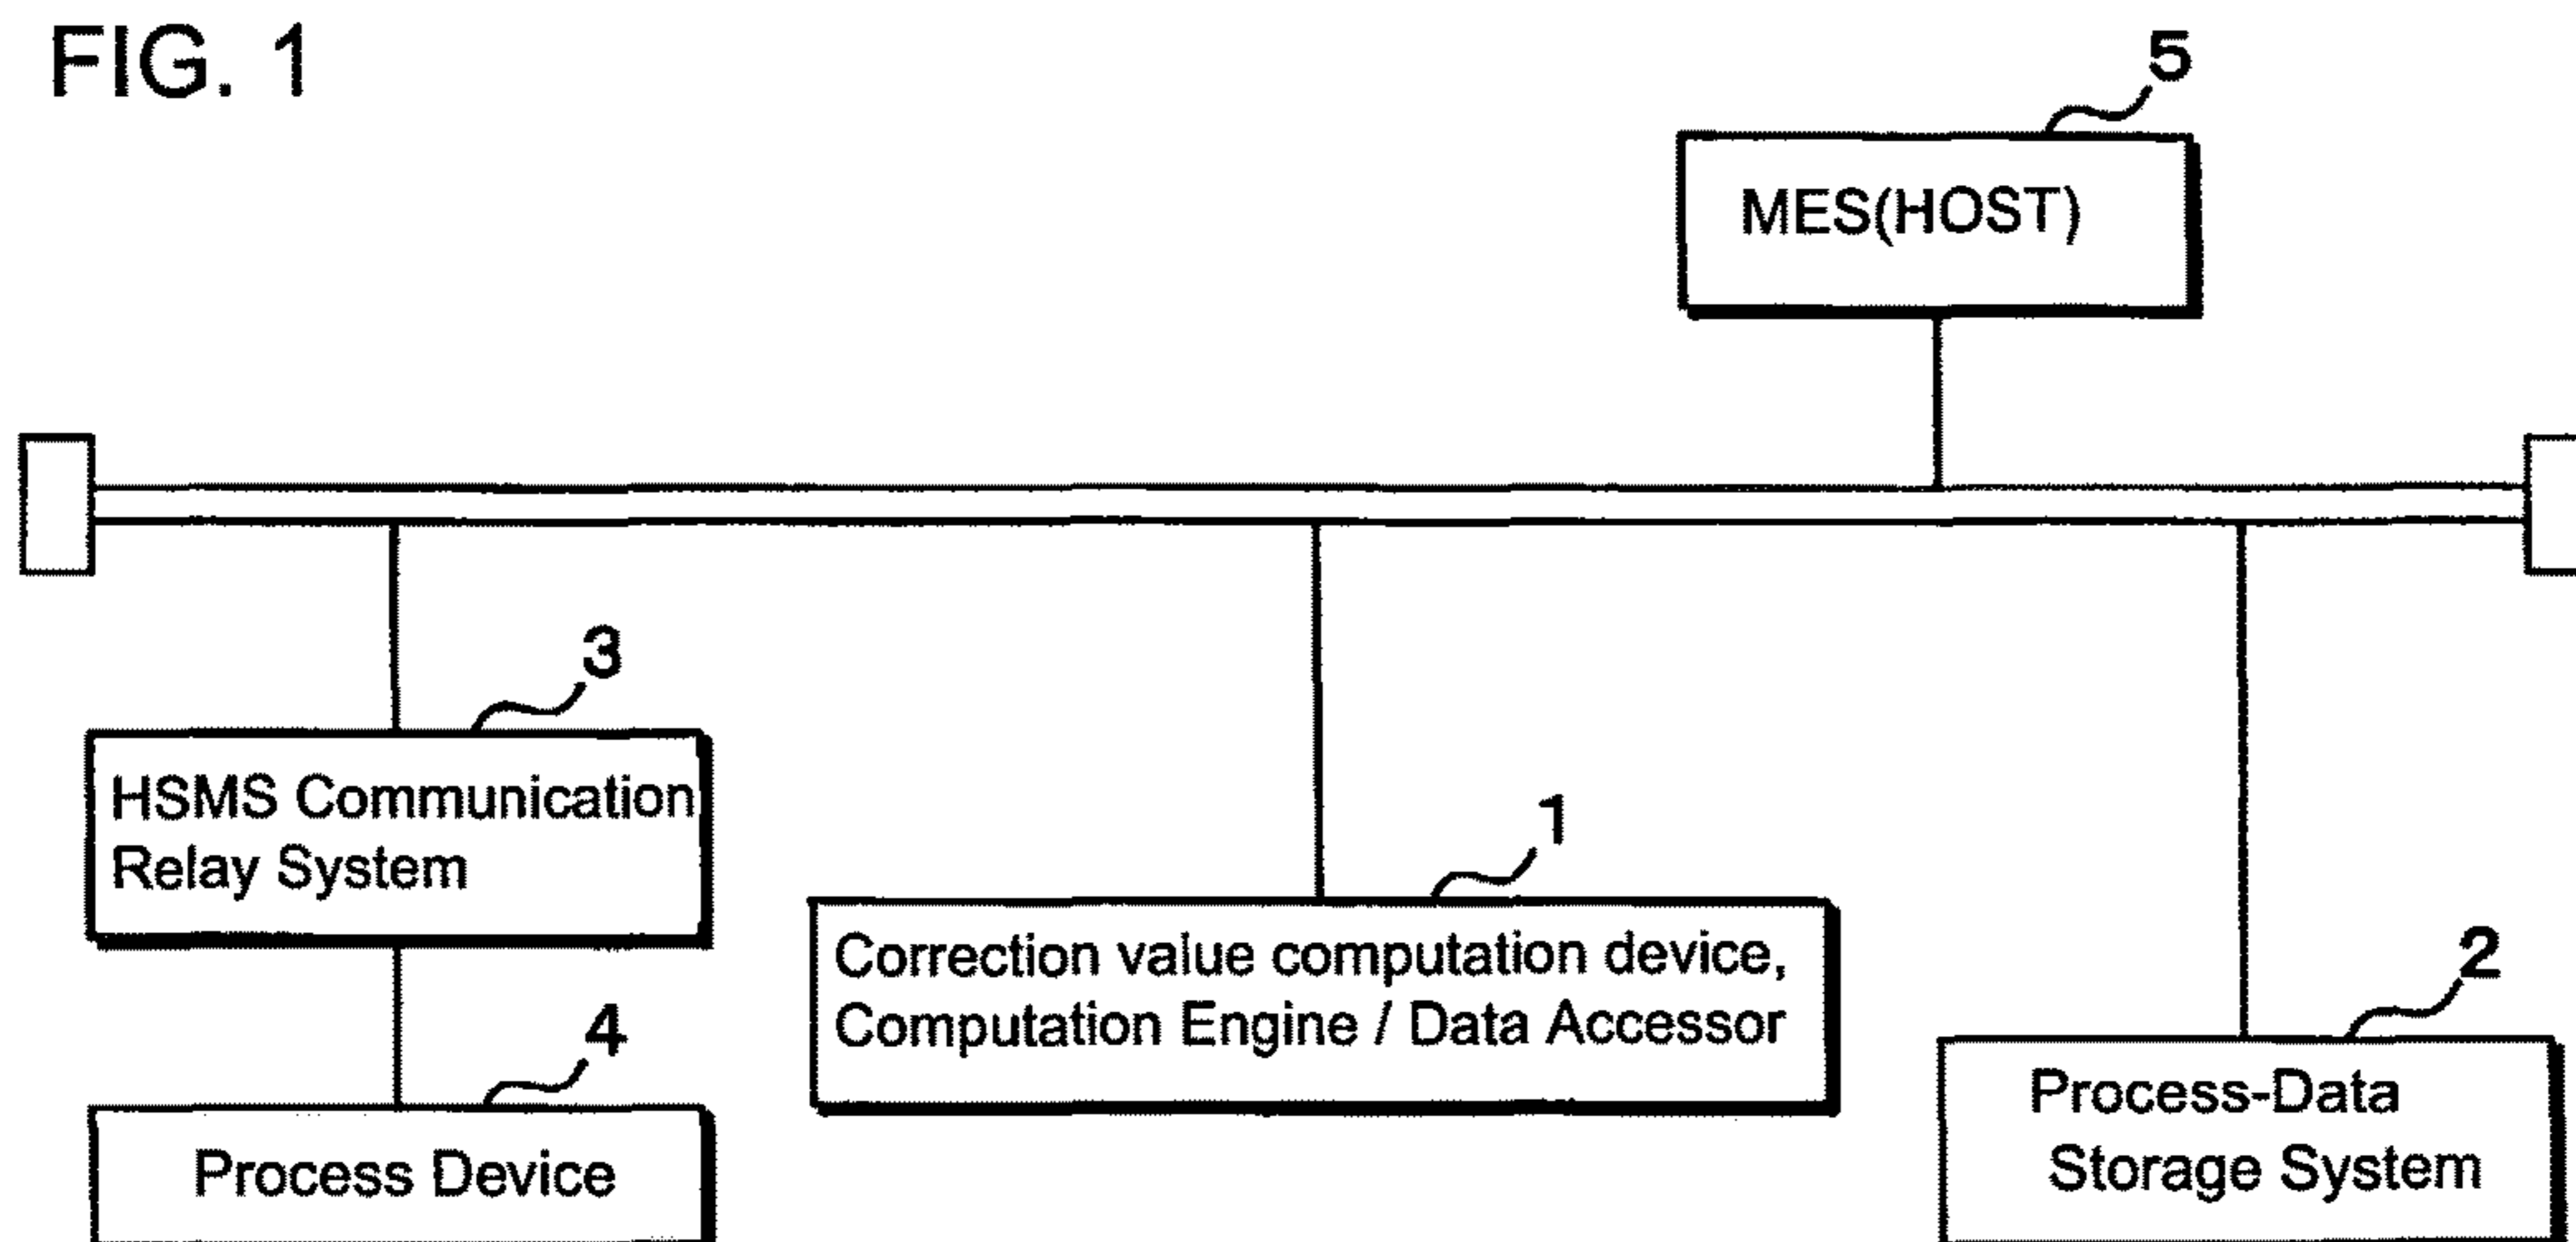 FIG. 1
5
MES(HOST)
3
HSMS Communication
Relay System
1
Correction value computation device,
Computation Engine / Data Accessor
2
Process-Data
Storage System
4
Process Device